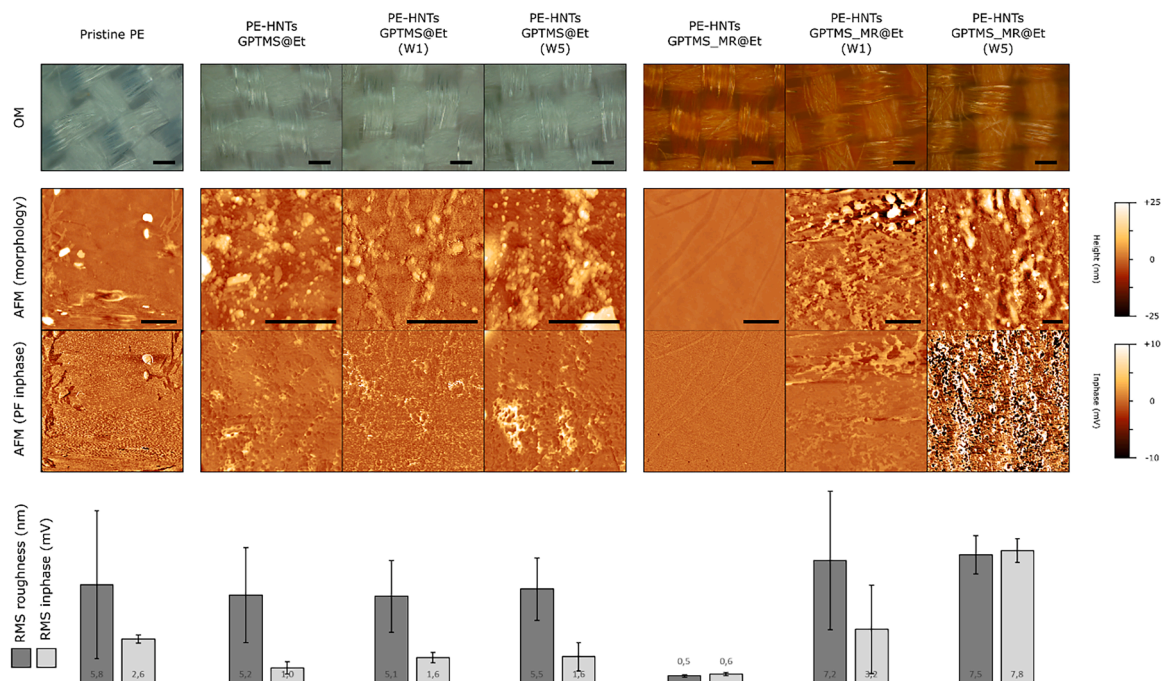 Pristine PE
PE-HNTs
GPTMS@Et
PE-HNTs
GPTMS@Et
(W1)
PE-HNTs
GPTMS@Et
(W5)
PE-HNTs
GPTMS_MR@Et
PE-HNTs
GPTMS_MR@Et
(W1)
PE-HNTs
GPTMS_MR@Et
(W5)
OM
AFM (morphology)
+25
0
-25
Height (nm)
AFM (PF inphase)
+10
0
-10
Inphase (mV)
RMS roughness (nm)
RMS inphase (mV)
5,8
2,6
5,2
1,0
5,1
1,6
5,5
1,6
0,5
0,6
7,2
3,2
7,5
7,8